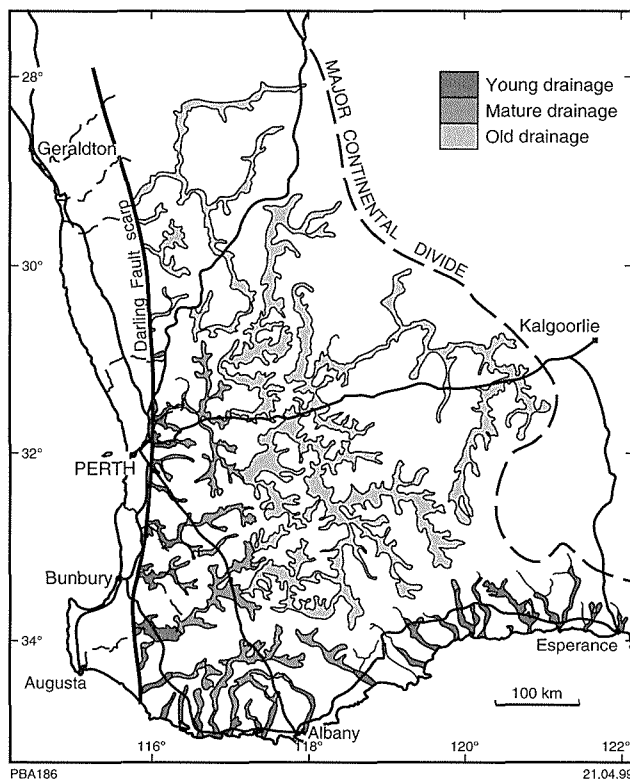 28°
30°
32°
34°
MAJOR CONTINENTAL DIVIDE
Young drainage
Mature drainage
Old drainage
Geraldton
Darling Fault scarp
Kalgoorlie
PERTH
Bunbury
Augusta
Esperance
Albany
100 km
116°
118°
120°
122°
PBA186
21.04.98